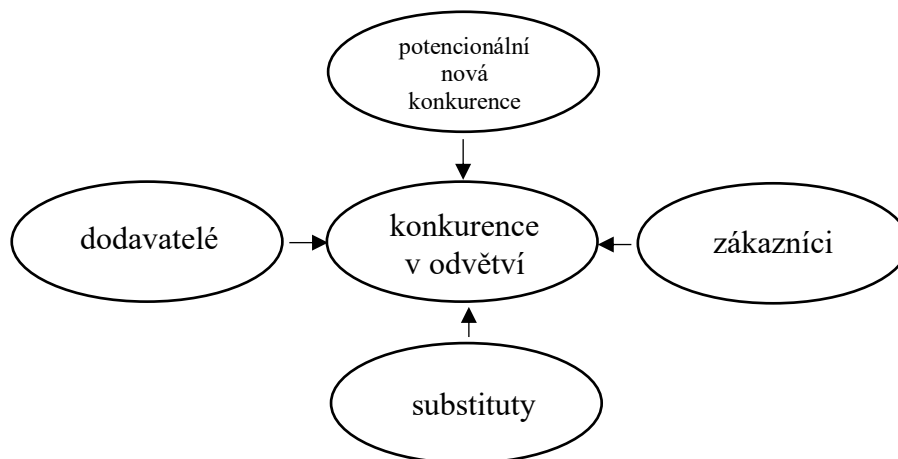 potencionální
nová
konkurence
dodavatelé
konkurence
v odvětví
zákazníci
substituty